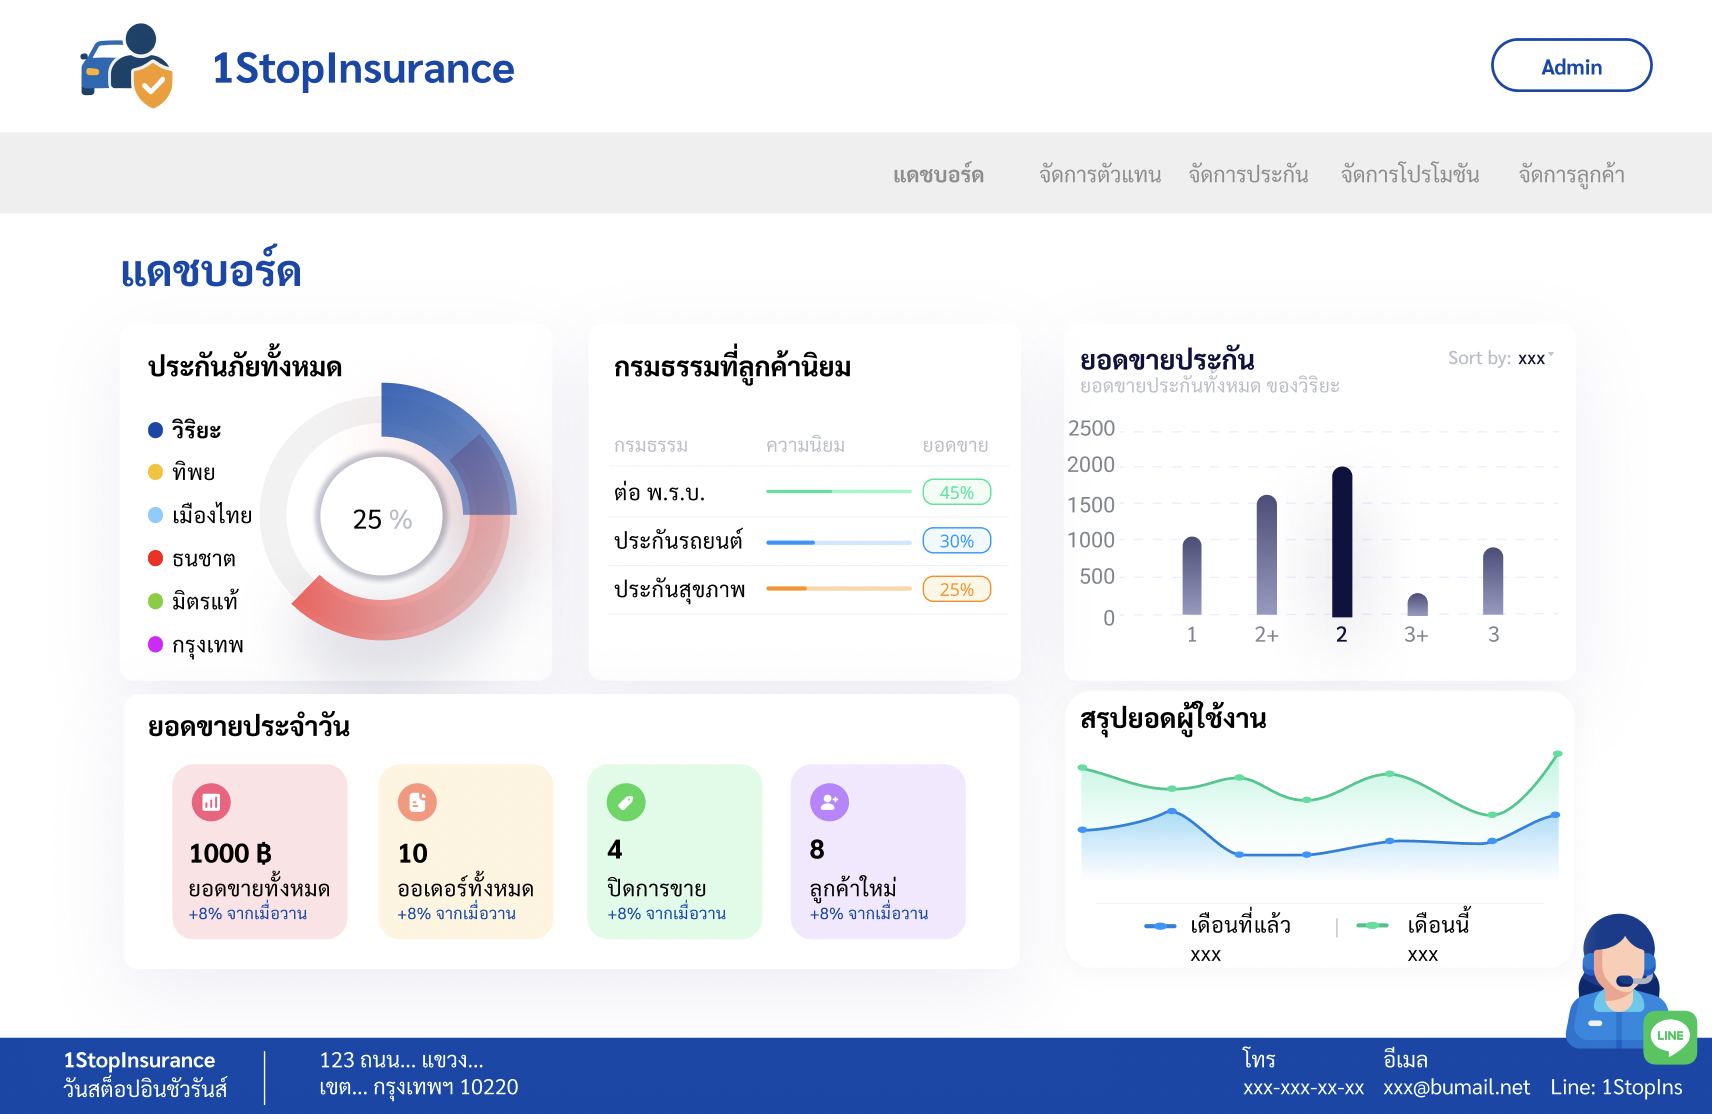 1StopInsurance
Admin
แดชบอร์ด จัดการตัวแทน จัดการประกัน จัดการโปรโมชัน จัดการลูกค้า
แดชบอร์ด
ประกันภัยทั้งหมด
วิริยะ
ทิพย
เมืองไทย
ธนชาต
มิตรแท้
กรุงเทพ
25 %
กรมธรรมที่ลูกค้านิยม
กรมธรรม ความนิยม ยอดขาย
ต่อ พ.ร.บ. 45%
ประกันรถยนต์ 30%
ประกันสุขภาพ 25%
ยอดขายประกัน
Sort by: xxx
ยอดขายประกันทั้งหมด ของวิริยะ
2500
2000
1500
1000
500
0
1 2+ 2 3+ 3
ยอดขายประจำวัน
1000 ฿
ยอดขายทั้งหมด
+8% จากเมื่อวาน
10
ออเดอร์ทั้งหมด
+8% จากเมื่อวาน
4
ปิดการขาย
+8% จากเมื่อวาน
8
ลูกค้าใหม่
+8% จากเมื่อวาน
สรุปยอดผู้ใช้งาน
เดือนที่แล้ว | เดือนนี้
xxx xxx
LINE
1StopInsurance
วันสต็อปอินชัวรันส์
123 ถนน... แขวง...
เขต... กรุงเทพฯ 10220
โทร
xxx-xxx-xx-xx
อีเมล
xxx@bumail.net
Line: 1StopIns